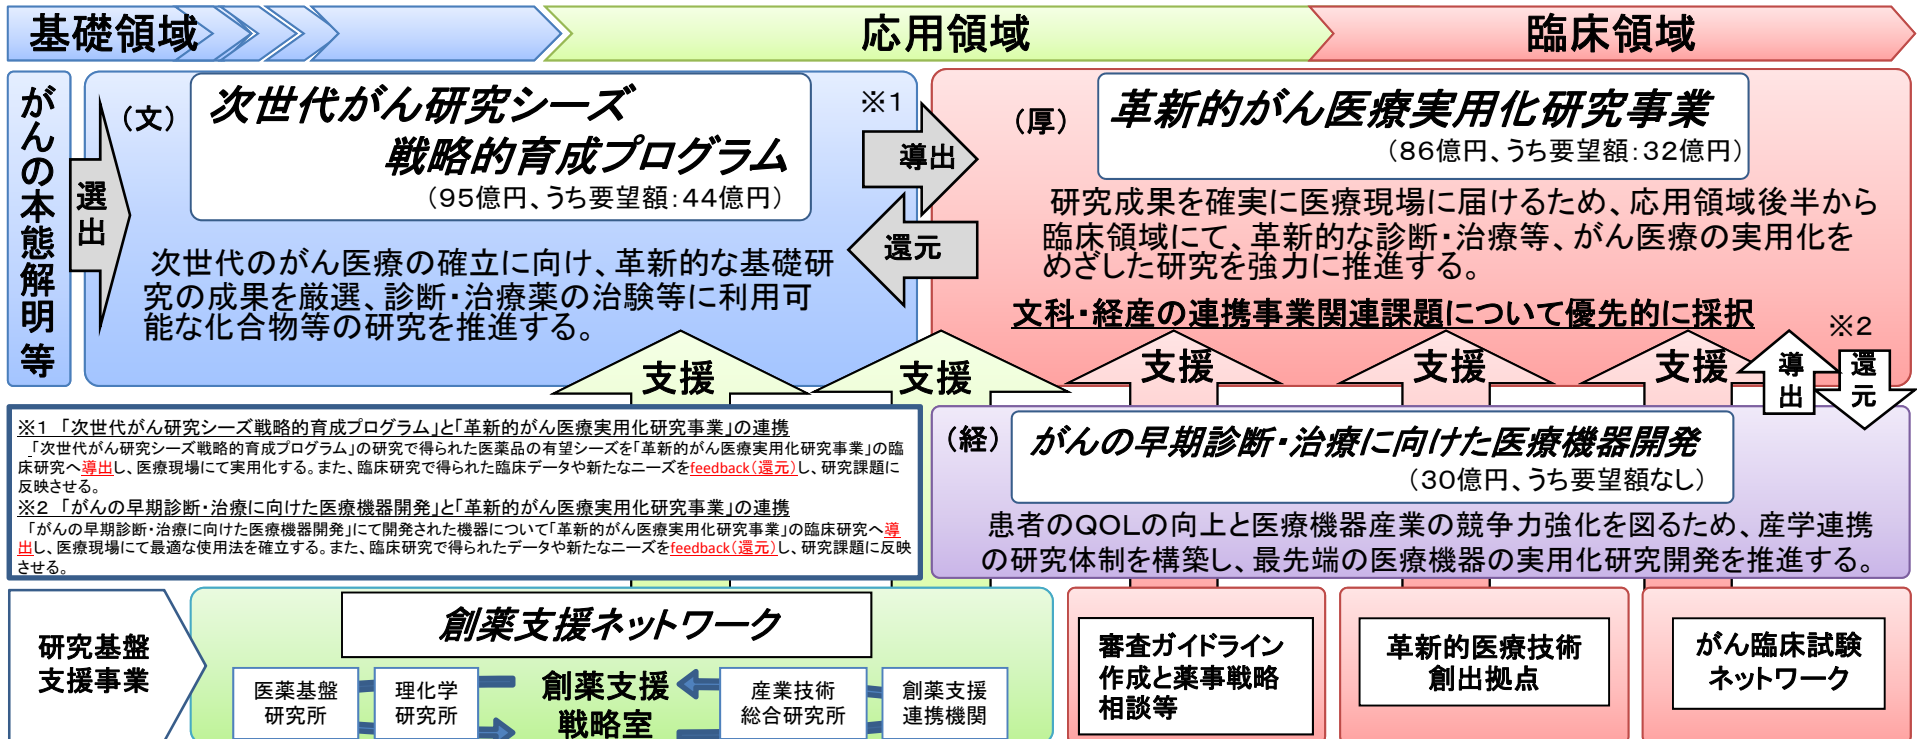 基礎領域
応用領域
臨床領域
がんの本態解明等
選出
（文）
次世代がん研究シーズ
戦略的育成プログラム
（95億円、うち要望額：44億円）
次世代のがん医療の確立に向け、革新的な基礎研
究の成果を厳選、診断・治療薬の治験等に利用可
能な化合物等の研究を推進する。
※1
導出
還元
（厚）
革新的がん医療実用化研究事業
（86億円、うち要望額：32億円）
研究成果を確実に医療現場に届けるため、応用領域後半から
臨床領域にて、革新的な診断・治療等、がん医療の実用化を
めざした研究を強力に推進する。
文科・経産の連携事業関連課題について優先的に採択
※2
支援
支援
支援
支援
支援
導出
還元
※1　「次世代がん研究シーズ戦略的育成プログラム」と「革新的がん医療実用化研究事業」の連携
「次世代がん研究シーズ戦略的育成プログラム」の研究で得られた医薬品の有望シーズを「革新的がん医療実用化研究事業」の臨
床研究へ導出し、医療現場にて実用化する。また、臨床研究で得られた臨床データや新たなニーズをfeedback（還元）し、研究課題に
反映させる。
※2　「がんの早期診断・治療に向けた医療機器開発」と「革新的がん医療実用化研究事業」の連携
「がんの早期診断・治療に向けた医療機器開発」にて開発された機器について「革新的がん医療実用化研究事業」の臨床研究へ導
出し、医療現場にて最適な使用法を確立する。また、臨床研究で得られたデータや新たなニーズをfeedback（還元）し、研究課題に反映
させる。
（経）
がんの早期診断・治療に向けた医療機器開発
（30億円、うち要望額なし）
患者のQOLの向上と医療機器産業の競争力強化を図るため、産学連携
の研究体制を構築し、最先端の医療機器の実用化研究開発を推進する。
研究基盤
支援事業
創薬支援ネットワーク
医薬基盤
研究所
理化学
研究所
創薬支援
戦略室
産業技術
総合研究所
創薬支援
連携機関
審査ガイドライン
作成と薬事戦略
相談等
革新的医療技術
創出拠点
がん臨床試験
ネットワーク